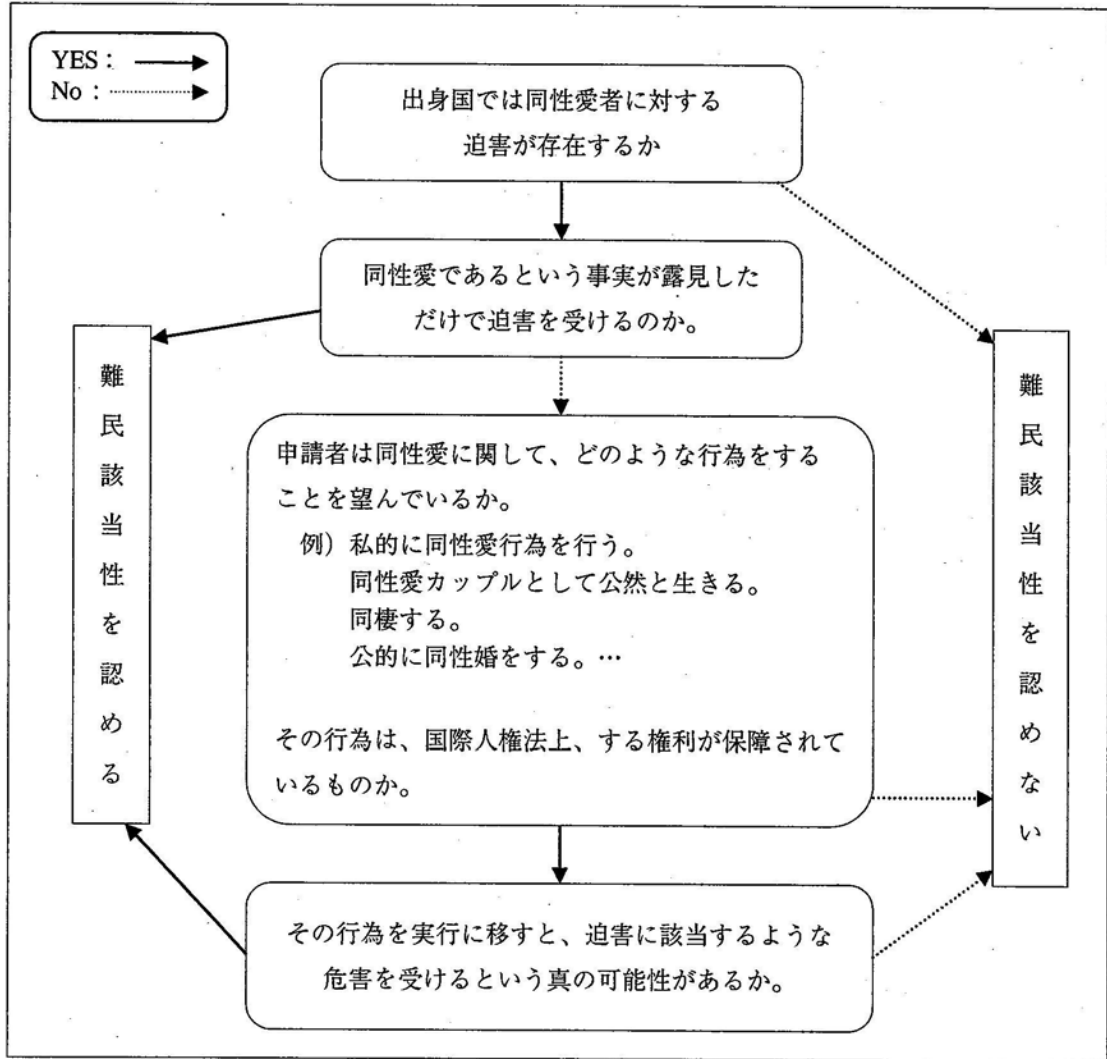 YES：
No：
出身国では同性愛者に対する
迫害が存在するか
同性愛であるという事実が露見した
だけで迫害を受けるのか。
難民該当性を認める
申請者は同性愛に関して、どのような行為をする
ことを望んでいるか。
例）私的に同性愛行為を行う。
同性愛カップルとして公然と生きる。
同棲する。
公的に同性婚をする。…
その行為は、国際人権法上、する権利が保障されて
いるものか。
難民該当性を認めない
その行為を実行に移すと、迫害に該当するような
危害を受けるという真の可能性があるか。